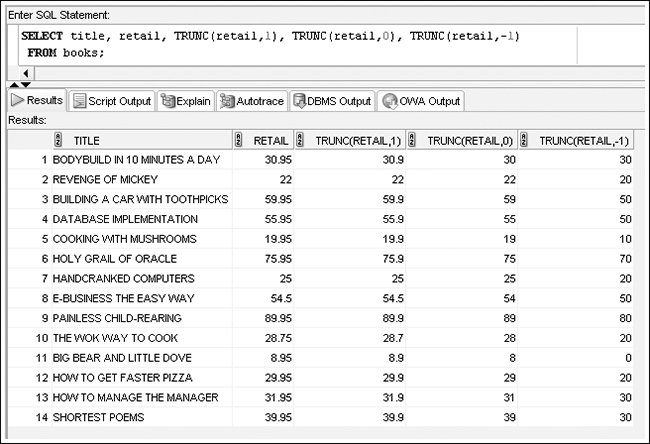 Enter SQL Statement:
SELECT title, retail, TRUNC(retail,1), TRUNC(retail,0), TRUNC(retail,-1)
FROM books;
Results Script Output Explain Autotrace DBMS Output OWA Output
Results:
TITLE RETAIL TRUNC(RETAIL,1) TRUNC(RETAIL,0) TRUNC(RETAIL,-1)
1 BODYBUILD IN 10 MINUTES A DAY 30.95 30.9 30 30
2 REVENGE OF MICKEY 22 22 22 20
3 BUILDING A CAR WITH TOOTHPICKS 59.95 59.9 59 50
4 DATABASE IMPLEMENTATION 55.95 55.9 55 50
5 COOKING WITH MUSHROOMS 19.95 19.9 19 10
6 HOLY GRAIL OF ORACLE 75.95 75.9 75 70
7 HANDCRANKED COMPUTERS 25 25 25 20
8 E-BUSINESS THE EASY WAY 54.5 54.5 54 50
9 PAINLESS CHILD-REARING 89.95 89.9 89 80
10 THE WOK WAY TO COOK 28.75 28.7 28 20
11 BIG BEAR AND LITTLE DOVE 8.95 8.9 8 0
12 HOW TO GET FASTER PIZZA 29.95 29.9 29 20
13 HOW TO MANAGE THE MANAGER 31.95 31.9 31 30
14 SHORTEST POEMS 39.95 39.9 39 30